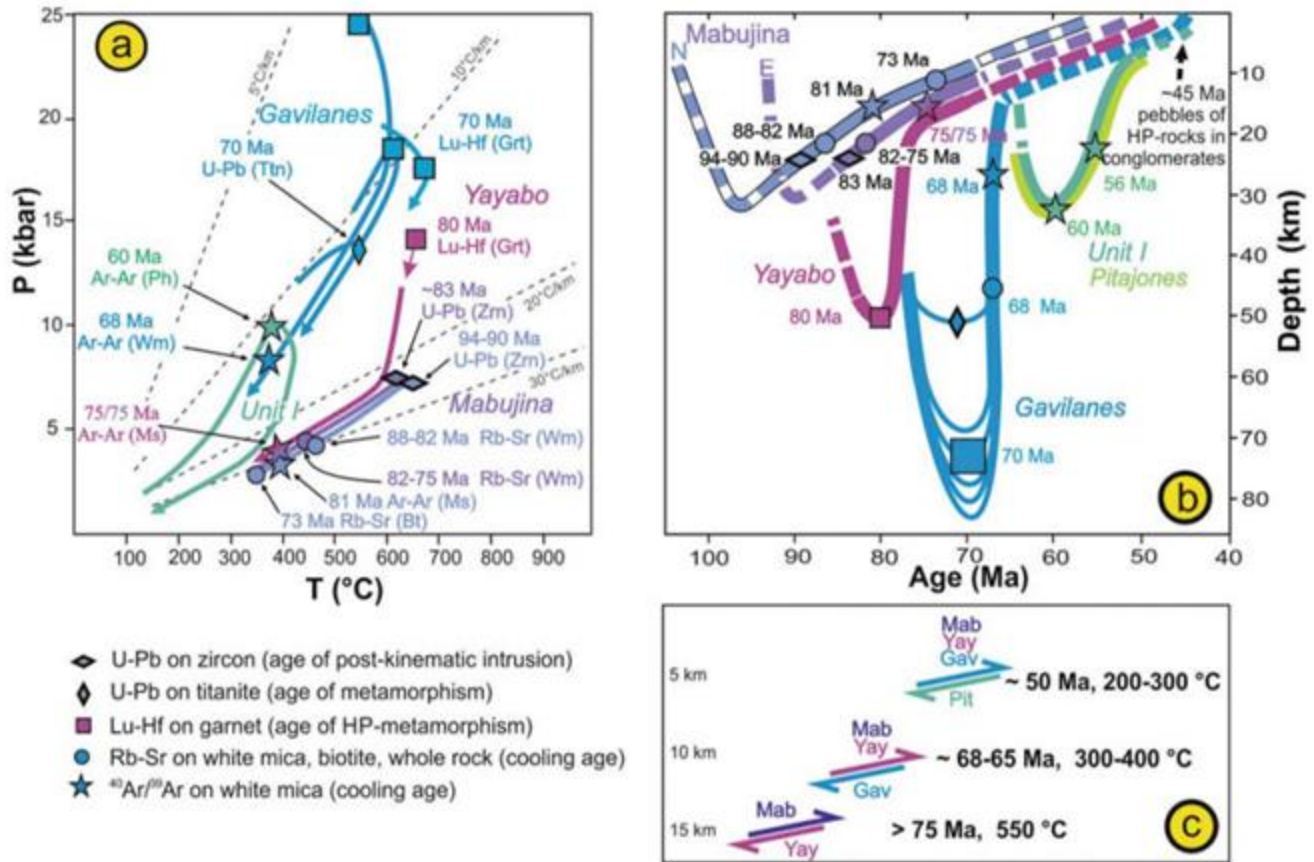 a
P (kbar)
25
20
15
10
5
100 200 300 400 500 600 700 800 900
T (°C)
5°C/km
10°C/km
20°C/km
30°C/km
Gavilanes
70 Ma
U-Pb (Ttn)
70 Ma
Lu-Hf (Grt)
Yayabo
80 Ma
Lu-Hf (Grt)
60 Ma
Ar-Ar (Ph)
68 Ma
Ar-Ar (Wm)
~83 Ma
U-Pb (Zrn)
94-90 Ma
U-Pb (Zrn)
Unit I
Mabujina
75/75 Ma
Ar-Ar (Ms)
88-82 Ma Rb-Sr (Wm)
82-75 Ma Rb-Sr (Wm)
81 Ma Ar-Ar (Ms)
73 Ma Rb-Sr (Bt)
b
Mabujina
N
E
73 Ma
81 Ma
88-82 Ma
94-90 Ma
75/75 Ma
82-75 Ma
83 Ma
68 Ma
~45 Ma
pebbles of
HP-rocks in
conglomerates
56 Ma
60 Ma
Unit I
Pitajones
Yayabo
80 Ma
68 Ma
Gavilanes
70 Ma
10
20
30
40
50
60
70
80
Depth (km)
100 90 80 70 60 50 40
Age (Ma)
U-Pb on zircon (age of post-kinematic intrusion)
U-Pb on titanite (age of metamorphism)
Lu-Hf on garnet (age of HP-metamorphism)
Rb-Sr on white mica, biotite, whole rock (cooling age)
⁴⁰Ar/³⁹Ar on white mica (cooling age)
c
Mab
Yay
Gav
5 km
Pit
~ 50 Ma, 200-300 °C
Mab
10 km
Yay
~ 68-65 Ma, 300-400 °C
Gav
Mab
15 km
> 75 Ma, 550 °C
Yay